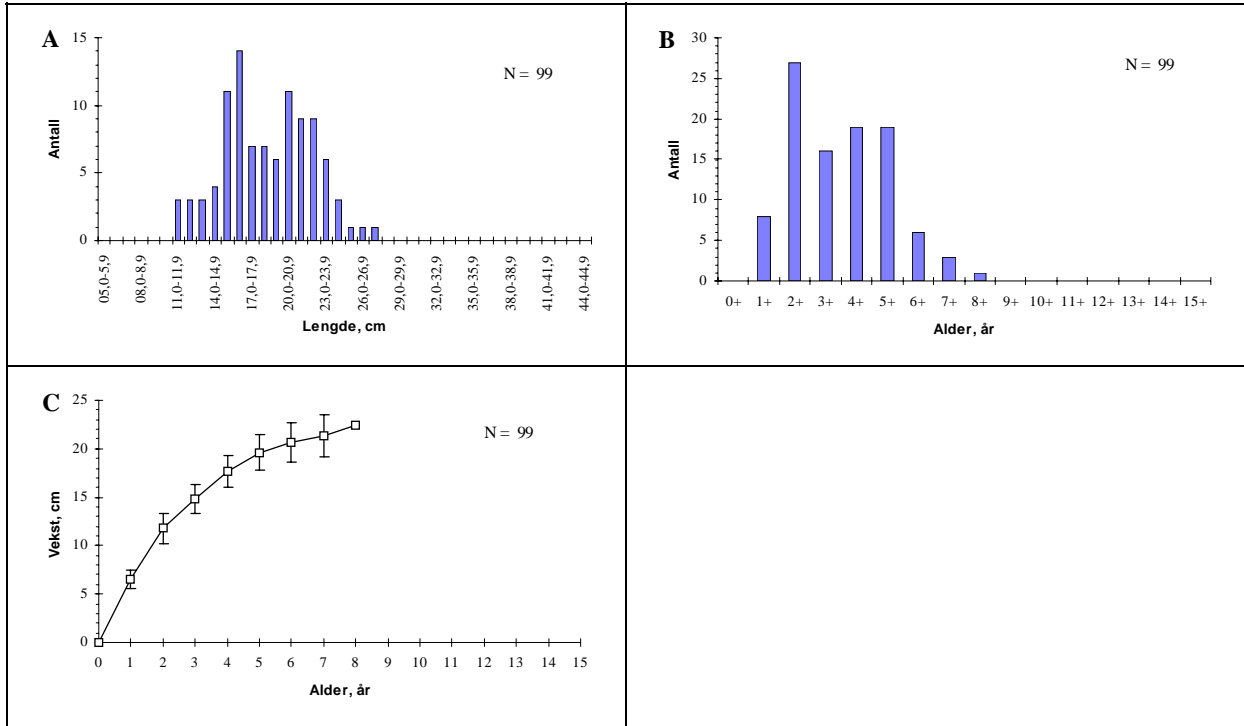 A
N = 99
15
10
5
0
Antall
05,0-5,9
08,0-8,9
11,0-11,9
14,0-14,9
17,0-17,9
20,0-20,9
23,0-23,9
26,0-26,9
29,0-29,9
32,0-32,9
35,0-35,9
38,0-38,9
41,0-41,9
44,0-44,9
Lengde, cm
B
N = 99
30
25
20
15
10
5
0
Antall
0+ 1+ 2+ 3+ 4+ 5+ 6+ 7+ 8+ 9+ 10+ 11+ 12+ 13+ 14+ 15+
Alder, år
C
N = 99
25
20
15
10
5
0
Vekst, cm
0 1 2 3 4 5 6 7 8 9 10 11 12 13 14 15
Alder, år